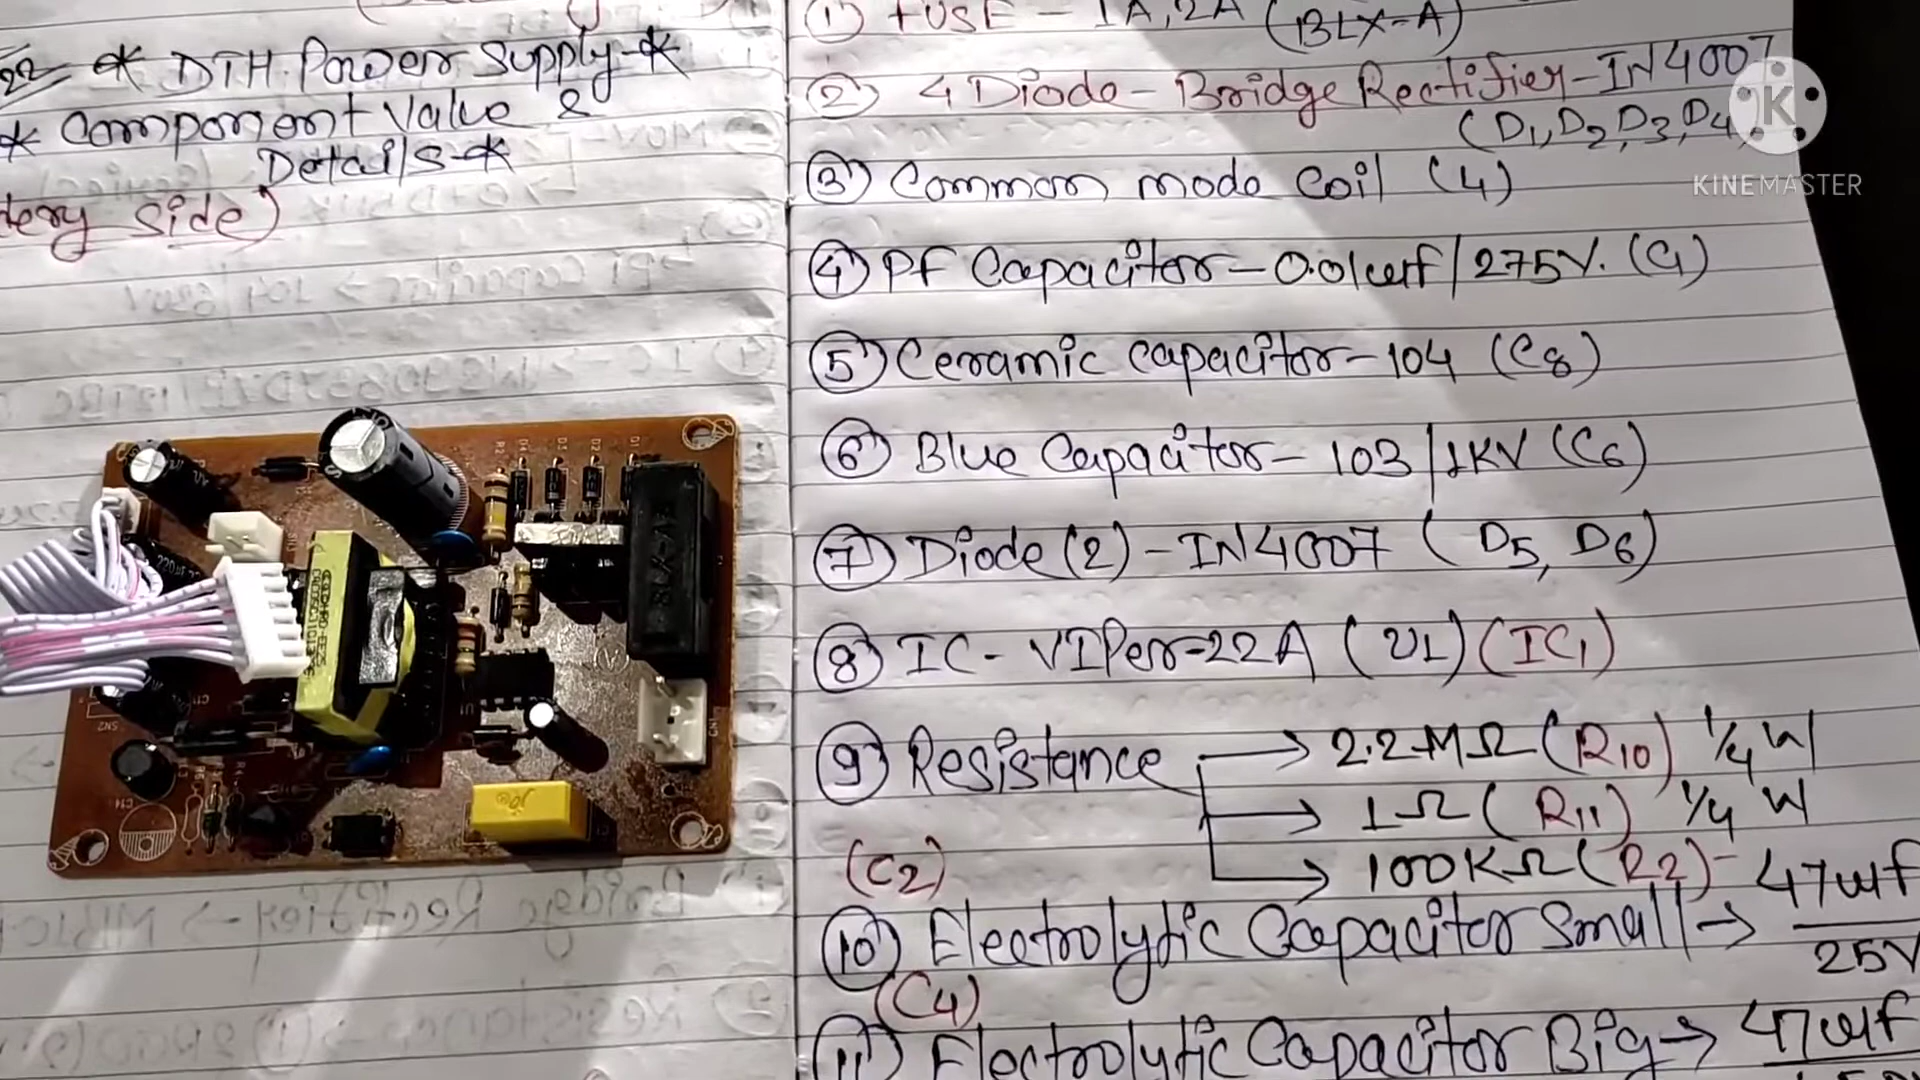 22 * DTH Power Supply *
* Component Value &
Details *
dery side)
1) FUSE - 1A, 2A (BLX-A)
2) 4 Diode - Bridge Rectifier - IN4007
(D1, D2, D3, D4)
3) Common mode Coil (4)
4) PF Capacitor - 0.01uf / 275V. (C1)
5) Ceramic Capacitor - 104 (C8)
6) Blue Capacitor - 103 / 1KV (C6)
7) Diode (2) - IN4007 (D5, D6)
8) IC - VIPer-22A (U1) (IC1)
9) Resistance → 2.2MΩ (R10) 1/4 W
→ 1Ω (R11) 1/4 W
→ 100KΩ (R2)-
(C2)
10) Electrolytic Capacitor Small → 47uf
25V
(C4)
11) Electrolytic Capacitor Big → 47uf
KINEMASTER